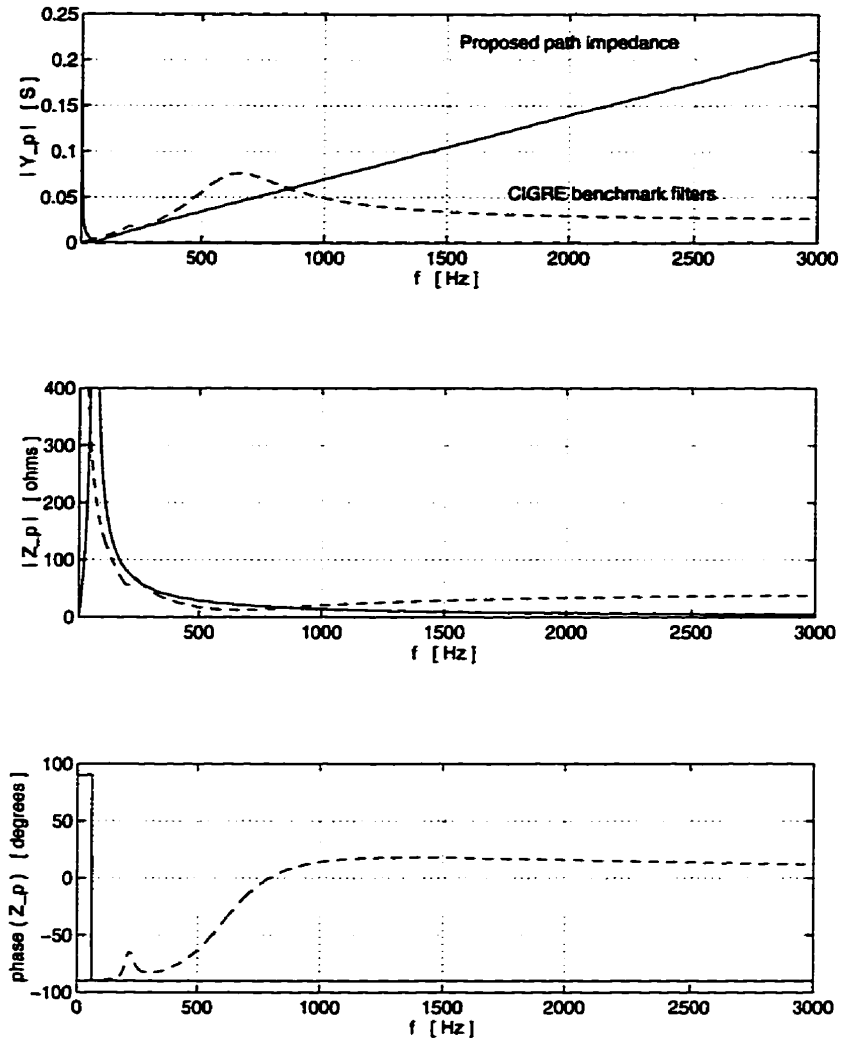 0.25
0.2
0.15
0.1
0.05
0
| Y_p | [ S ]
Proposed path impedance
CIGRE benchmark filters
500 1000 1500 2000 2500 3000
f [ Hz ]
400
300
200
100
0
| Z_p | [ ohms ]
500 1000 1500 2000 2500 3000
f [ Hz ]
100
50
0
-50
-100
phase ( Z_p ) [ degrees ]
0 500 1000 1500 2000 2500 3000
f [ Hz ]